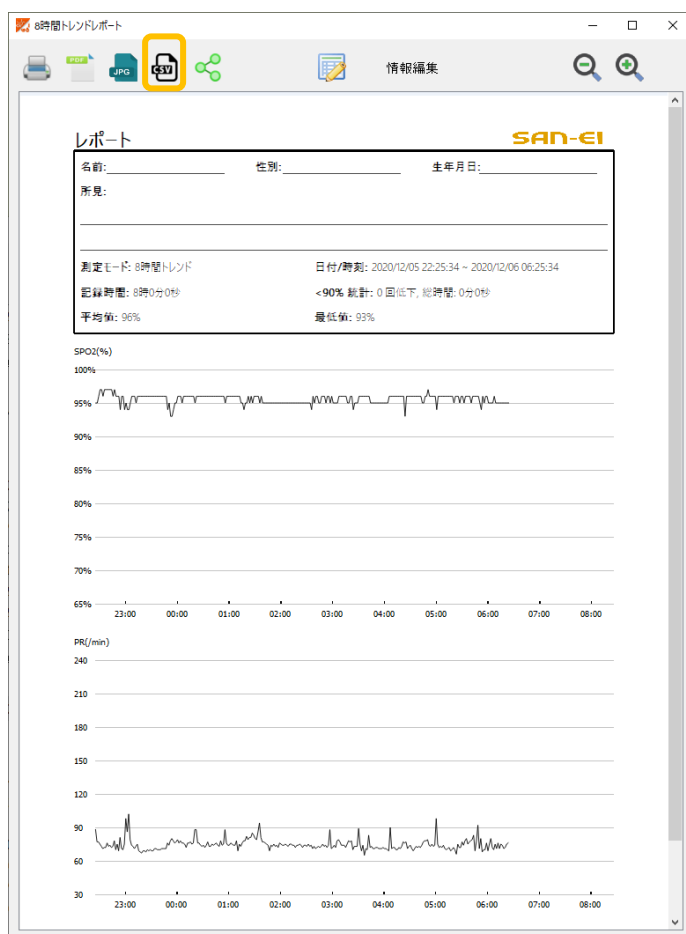 8時間トレンドレポート
PDF JPG CSV 情報編集
レポート SAN-EI
名前: 性別: 生年月日:
所見:
測定モード: 8時間トレンド 日付/時刻: 2020/12/05 22:25:34 ~ 2020/12/06 06:25:34
記録時間: 8時0分0秒 <90% 統計: 0 回低下, 総時間: 0分0秒
平均値: 96% 最低値: 93%
SPO2(%)
100%
95%
90%
85%
80%
75%
70%
65%
23:00 00:00 01:00 02:00 03:00 04:00 05:00 06:00 07:00 08:00
PR(/min)
240
210
180
150
120
90
60
30
23:00 00:00 01:00 02:00 03:00 04:00 05:00 06:00 07:00 08:00